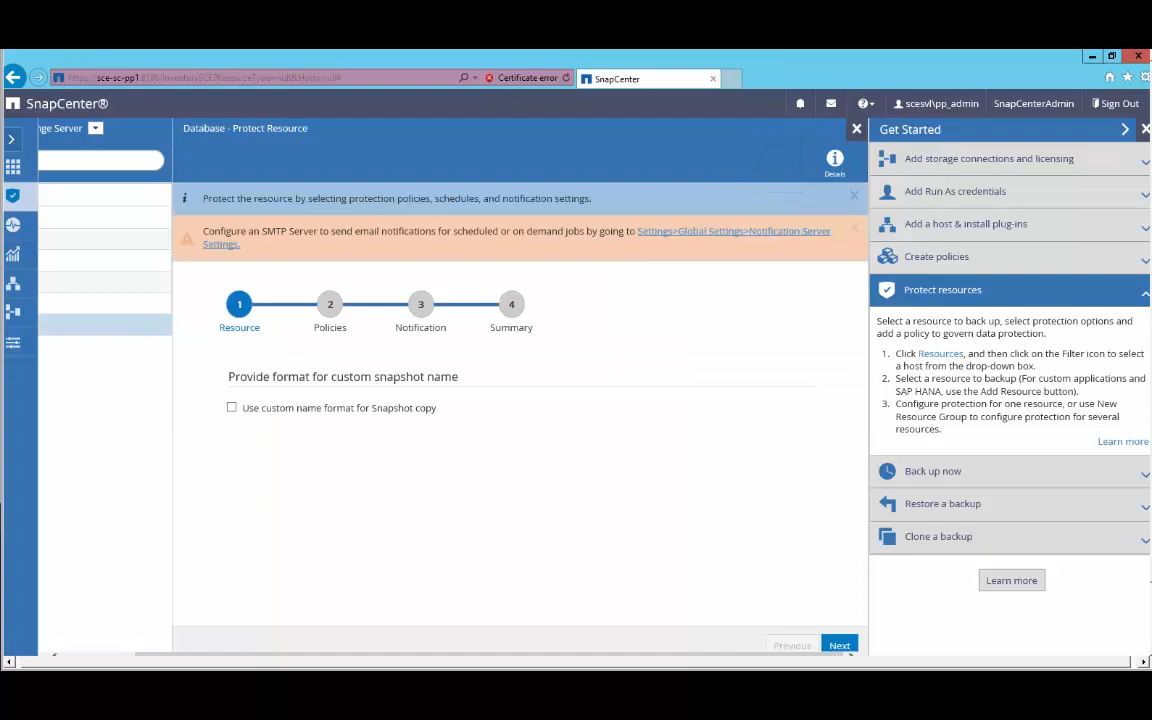 Certificate error
SnapCenter
SnapCenter®
scesvl\pp_admin
SnapCenterAdmin
Sign Out
nge Server
Database - Protect Resource
Details
Get Started
Protect the resource by selecting protection policies, schedules, and notification settings.
Configure an SMTP Server to send email notifications for scheduled or on demand jobs by going to Settings>Global Settings>Notification Server
Settings.
1
2
3
4
Resource
Policies
Notification
Summary
Provide format for custom snapshot name
Use custom name format for Snapshot copy
Previous
Next
Add storage connections and licensing
Add Run As credentials
Add a host & install plug-ins
Create policies
Protect resources
Select a resource to back up, select protection options and
add a policy to govern data protection.
1. Click Resources, and then click on the Filter icon to select
a host from the drop-down box.
2. Select a resource to backup (For custom applications and
SAP HANA, use the Add Resource button).
3. Configure protection for one resource, or use New
Resource Group to configure protection for several
resources.
Learn more
Back up now
Restore a backup
Clone a backup
Learn more